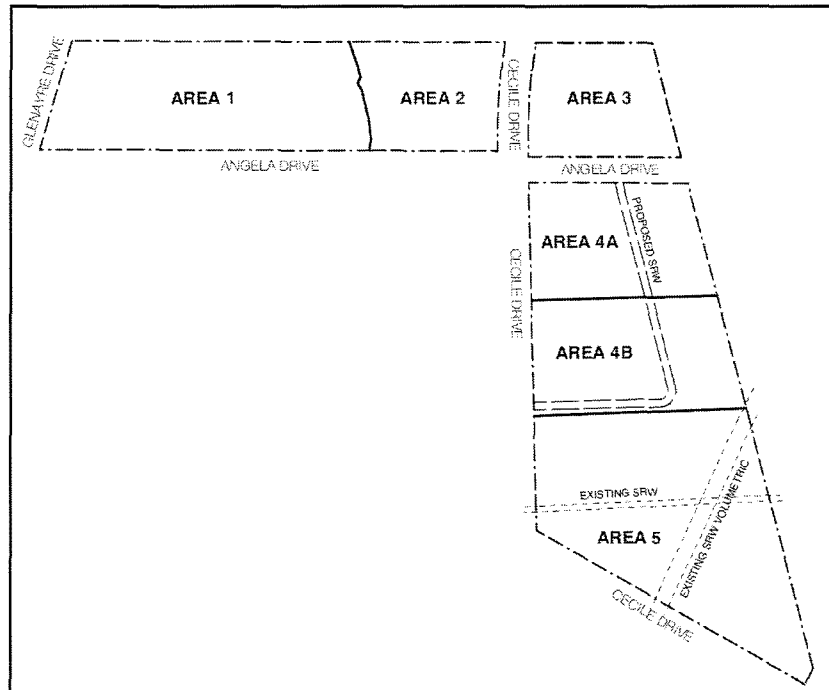 GLENAYRE DRIVE
AREA 1
AREA 2
CECILE DRIVE
AREA 3
ANGELA DRIVE
ANGELA DRIVE
PROPOSED SRW
AREA 4A
CECILE DRIVE
AREA 4B
EXISTING SRW
EXISTING SRW VOLUMETRIC
AREA 5
CECILE DRIVE